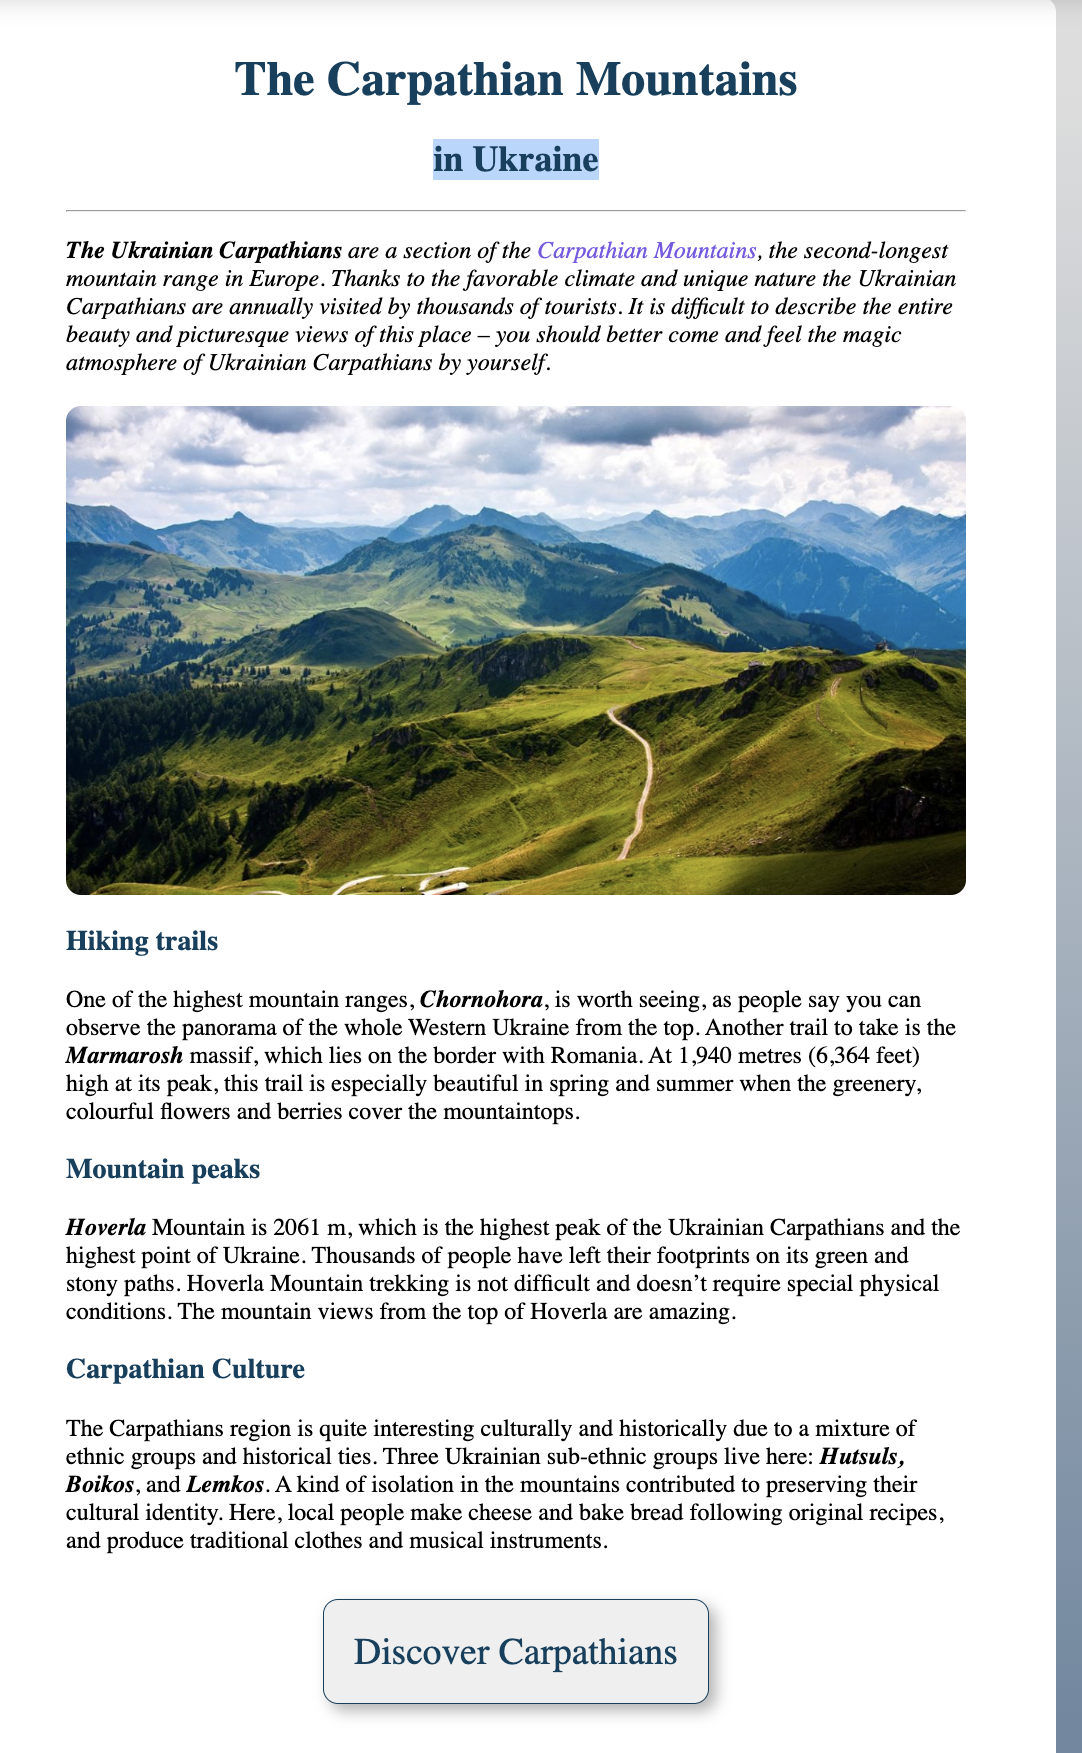 The Carpathian Mountains
in Ukraine
The Ukrainian Carpathians are a section of the Carpathian Mountains, the second-longest
mountain range in Europe. Thanks to the favorable climate and unique nature the Ukrainian
Carpathians are annually visited by thousands of tourists. It is difficult to describe the entire
beauty and picturesque views of this place – you should better come and feel the magic
atmosphere of Ukrainian Carpathians by yourself.
Hiking trails
One of the highest mountain ranges, Chornohora, is worth seeing, as people say you can
observe the panorama of the whole Western Ukraine from the top. Another trail to take is the
Marmarosh massif, which lies on the border with Romania. At 1,940 metres (6,364 feet)
high at its peak, this trail is especially beautiful in spring and summer when the greenery,
colourful flowers and berries cover the mountaintops.
Mountain peaks
Hoverla Mountain is 2061 m, which is the highest peak of the Ukrainian Carpathians and the
highest point of Ukraine. Thousands of people have left their footprints on its green and
stony paths. Hoverla Mountain trekking is not difficult and doesn’t require special physical
conditions. The mountain views from the top of Hoverla are amazing.
Carpathian Culture
The Carpathians region is quite interesting culturally and historically due to a mixture of
ethnic groups and historical ties. Three Ukrainian sub-ethnic groups live here: Hutsuls,
Boikos, and Lemkos. A kind of isolation in the mountains contributed to preserving their
cultural identity. Here, local people make cheese and bake bread following original recipes,
and produce traditional clothes and musical instruments.
Discover Carpathians